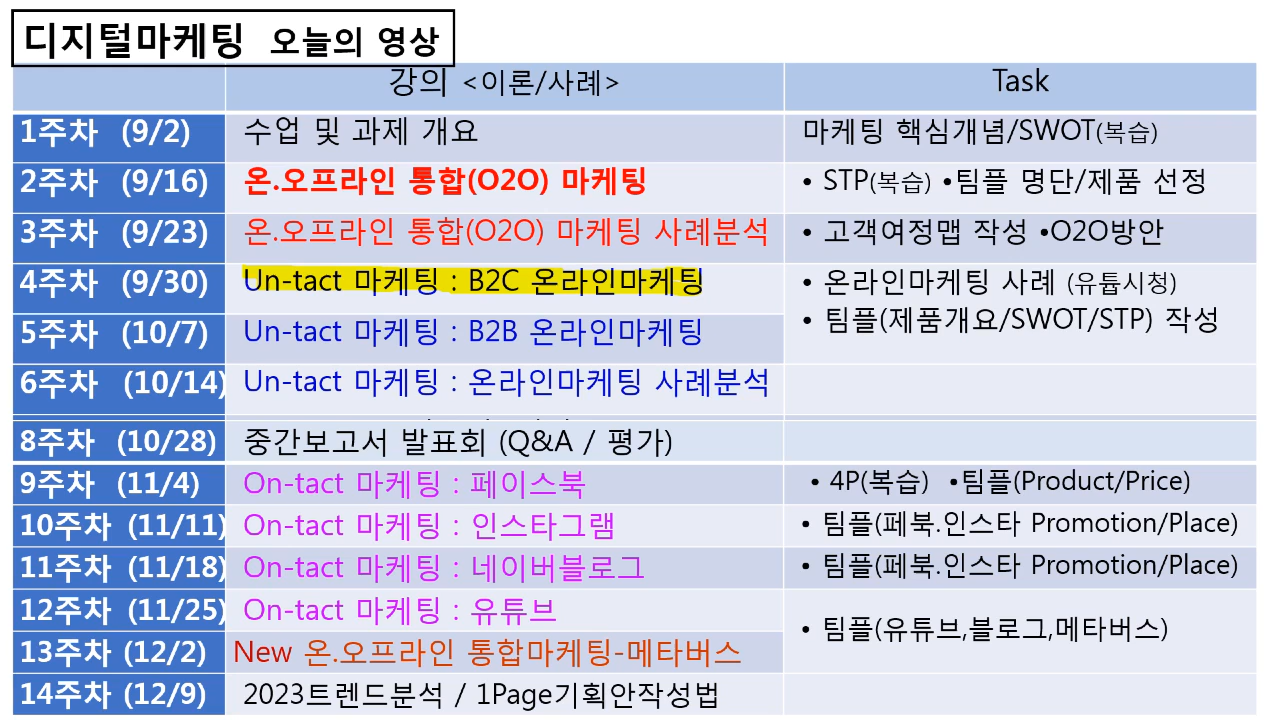 디지털마케팅 오늘의 영상
강의 <이론/사례> Task
1주차 (9/2) 수업 및 과제 개요 마케팅 핵심개념/SWOT(복습)
2주차 (9/16) 온.오프라인 통합(O2O) 마케팅 • STP(복습) •팀플 명단/제품 선정
3주차 (9/23) 온.오프라인 통합(O2O) 마케팅 사례분석 • 고객여정맵 작성 •O2O방안
4주차 (9/30) Un-tact 마케팅 : B2C 온라인마케팅 • 온라인마케팅 사례 (유튭시청)
• 팀플(제품개요/SWOT/STP) 작성
5주차 (10/7) Un-tact 마케팅 : B2B 온라인마케팅
6주차 (10/14) Un-tact 마케팅 : 온라인마케팅 사례분석
8주차 (10/28) 중간보고서 발표회 (Q&A / 평가)
9주차 (11/4) On-tact 마케팅 : 페이스북 • 4P(복습) •팀플(Product/Price)
10주차 (11/11) On-tact 마케팅 : 인스타그램 • 팀플(페북.인스타 Promotion/Place)
11주차 (11/18) On-tact 마케팅 : 네이버블로그 • 팀플(페북.인스타 Promotion/Place)
12주차 (11/25) On-tact 마케팅 : 유튜브
• 팀플(유튜브,블로그,메타버스)
13주차 (12/2) New 온.오프라인 통합마케팅-메타버스
14주차 (12/9) 2023트렌드분석 / 1Page기획안작성법